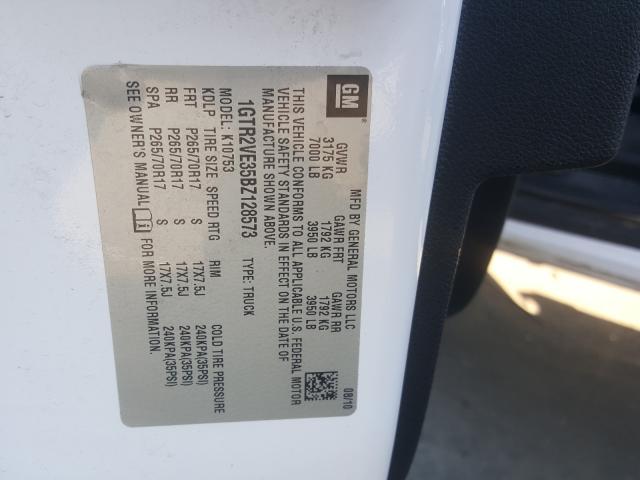 GM
MFD BY GENERAL MOTORS LLC 08/10
GVWR GAWR FRT GAWR RR
3175 KG 1792 KG 1792 KG
7000 LB 3950 LB 3950 LB
THIS VEHICLE CONFORMS TO ALL APPLICABLE U.S. FEDERAL MOTOR
VEHICLE SAFETY STANDARDS IN EFFECT ON THE DATE OF
MANUFACTURE SHOWN ABOVE.
1GTR2VE35BZ128573 TYPE: TRUCK
MODEL: K10753
KDLP TIRE SIZE SPEED RTG RIM COLD TIRE PRESSURE
FRT P265/70R17 S 17X7.5J 240KPA(35PSI)
RR P265/70R17 S 17X7.5J 240KPA(35PSI)
SPA P265/70R17 S 17X7.5J 240KPA(35PSI)
SEE OWNER'S MANUAL FOR MORE INFORMATION.